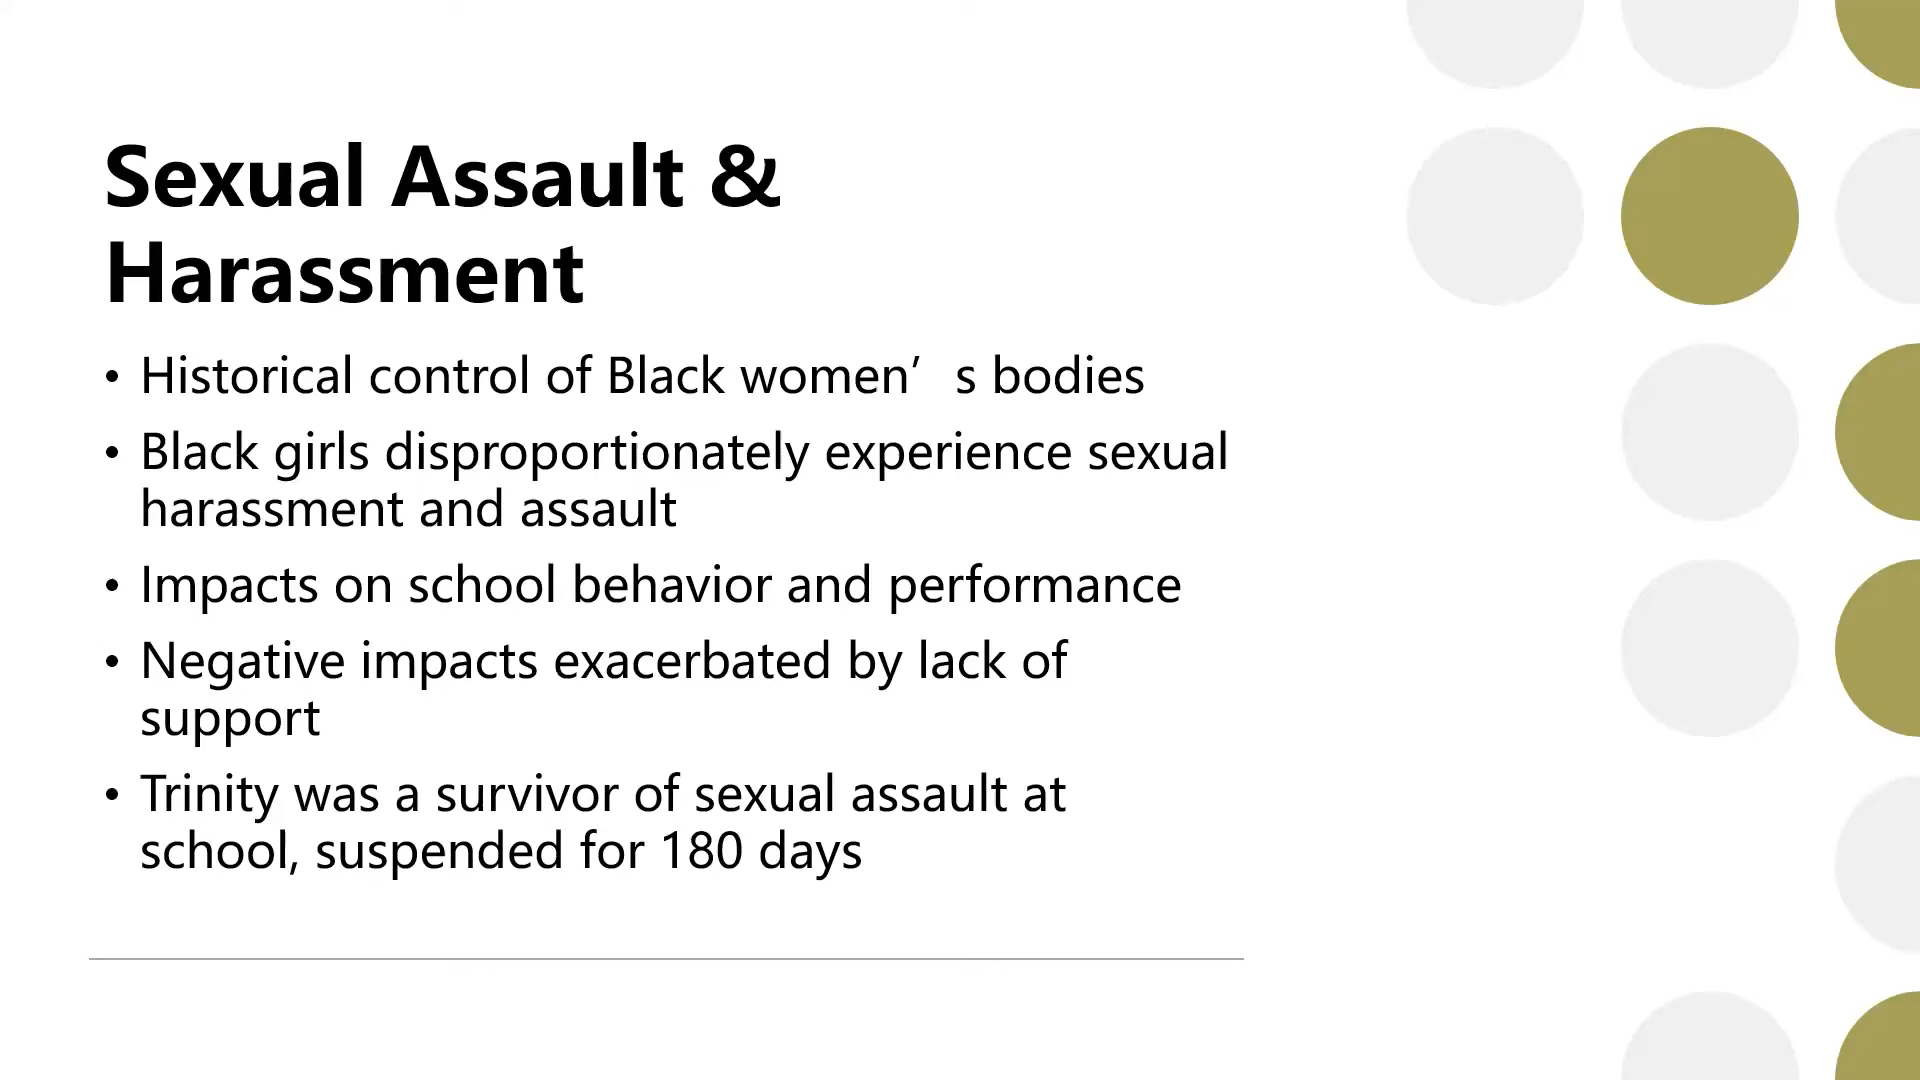 Sexual Assault &
Harassment
• Historical control of Black women’s bodies
• Black girls disproportionately experience sexual
harassment and assault
• Impacts on school behavior and performance
• Negative impacts exacerbated by lack of
support
• Trinity was a survivor of sexual assault at
school, suspended for 180 days